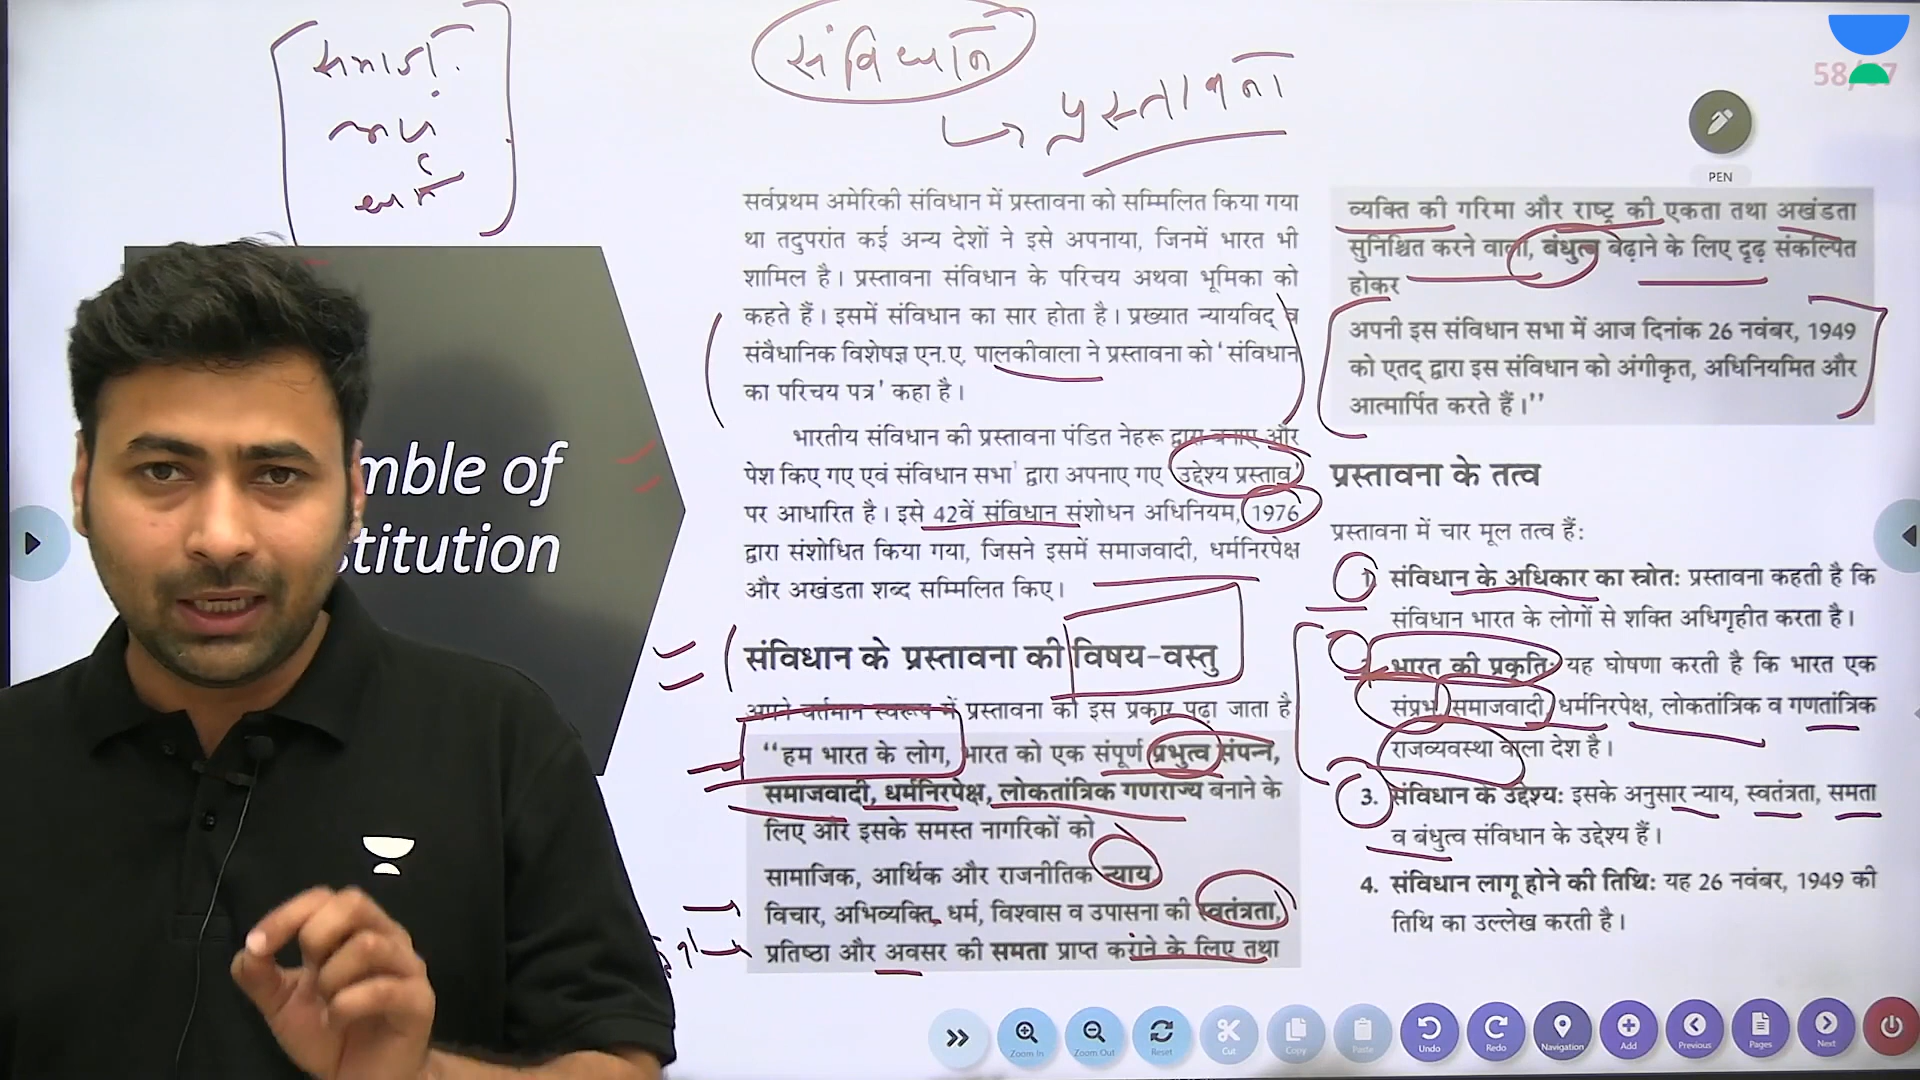 संविधान
प्रस्तावना
58/
PEN
mble of
stitution
सर्वप्रथम अमेरिकी संविधान में प्रस्तावना को सम्मिलित किया गया
था तदुपरांत कई अन्य देशों ने इसे अपनाया, जिनमें भारत भी
शामिल है। प्रस्तावना संविधान के परिचय अथवा भूमिका को
कहते हैं। इसमें संविधान का सार होता है। प्रख्यात न्यायविद् व
संवैधानिक विशेषज्ञ एन.ए. पालकीवाला ने प्रस्तावना को 'संविधान
का परिचय पत्र' कहा है।
भारतीय संविधान की प्रस्तावना पंडित नेहरू द्वारा बनाए और
पेश किए गए एवं संविधान सभा' द्वारा अपनाए गए 'उद्देश्य प्रस्ताव'
पर आधारित है। इसे 42वें संविधान संशोधन अधिनियम, 1976
द्वारा संशोधित किया गया, जिसने इसमें समाजवादी, धर्मनिरपेक्ष
और अखंडता शब्द सम्मिलित किए।
संविधान के प्रस्तावना की विषय-वस्तु
अपने वर्तमान स्वरूप में प्रस्तावना को इस प्रकार पढ़ा जाता है
“हम भारत के लोग, भारत को एक संपूर्ण प्रभुत्व संपन्न,
समाजवादी, धर्मनिरपेक्ष, लोकतांत्रिक गणराज्य बनाने के
लिए और इसके समस्त नागरिकों को
सामाजिक, आर्थिक और राजनीतिक न्याय
विचार, अभिव्यक्ति, धर्म, विश्वास व उपासना की स्वतंत्रता,
प्रतिष्ठा और अवसर की समता प्राप्त कराने के लिए तथा
व्यक्ति की गरिमा और राष्ट्र की एकता तथा अखंडता
सुनिश्चित करने वाला, बंधुत्व बढ़ाने के लिए दृढ़ संकल्पित
होकर
अपनी इस संविधान सभा में आज दिनांक 26 नवंबर, 1949
को एतद् द्वारा इस संविधान को अंगीकृत, अधिनियमित और
आत्मार्पित करते हैं।”
प्रस्तावना के तत्व
प्रस्तावना में चार मूल तत्व हैं:
1. संविधान के अधिकार का स्त्रोत: प्रस्तावना कहती है कि
संविधान भारत के लोगों से शक्ति अधिगृहीत करता है।
भारत की प्रकृति: यह घोषणा करती है कि भारत एक
संप्रभु, समाजवादी, धर्मनिरपेक्ष, लोकतांत्रिक व गणतांत्रिक
राजव्यवस्था वाला देश है।
3. संविधान के उद्देश्य: इसके अनुसार न्याय, स्वतंत्रता, समता
व बंधुत्व संविधान के उद्देश्य हैं।
4. संविधान लागू होने की तिथि: यह 26 नवंबर, 1949 की
तिथि का उल्लेख करती है।
Zoom In Zoom Out Reset Cut Copy Paste Undo Redo Navigation Add Previous Pages Next